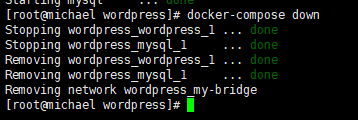 Starting mysql ... done
[root@michael wordpress]# docker-compose down
Stopping wordpress_wordpress_1 ... done
Stopping wordpress_mysql_1 ... done
Removing wordpress_wordpress_1 ... done
Removing wordpress_mysql_1 ... done
Removing network wordpress_my-bridge
[root@michael wordpress]#